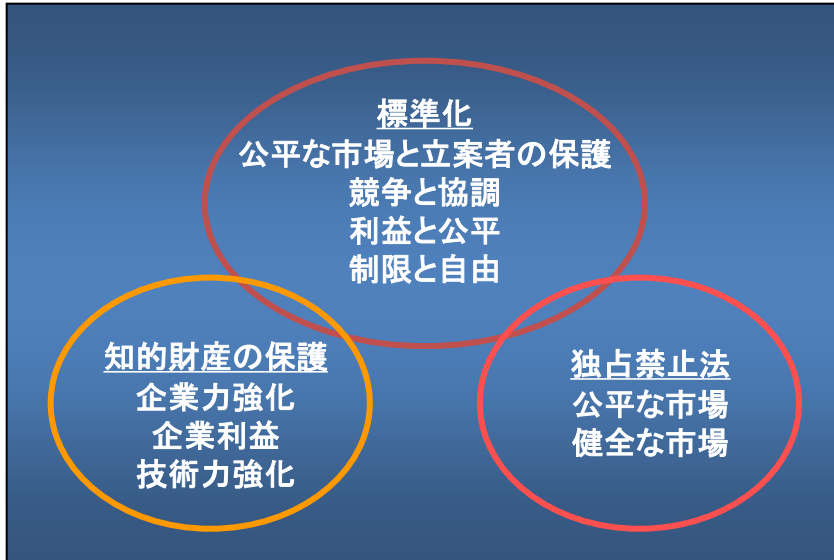 標準化
公平な市場と立案者の保護
競争と協調
利益と公平
制限と自由
知的財産の保護
企業力強化
企業利益
技術力強化
独占禁止法
公平な市場
健全な市場